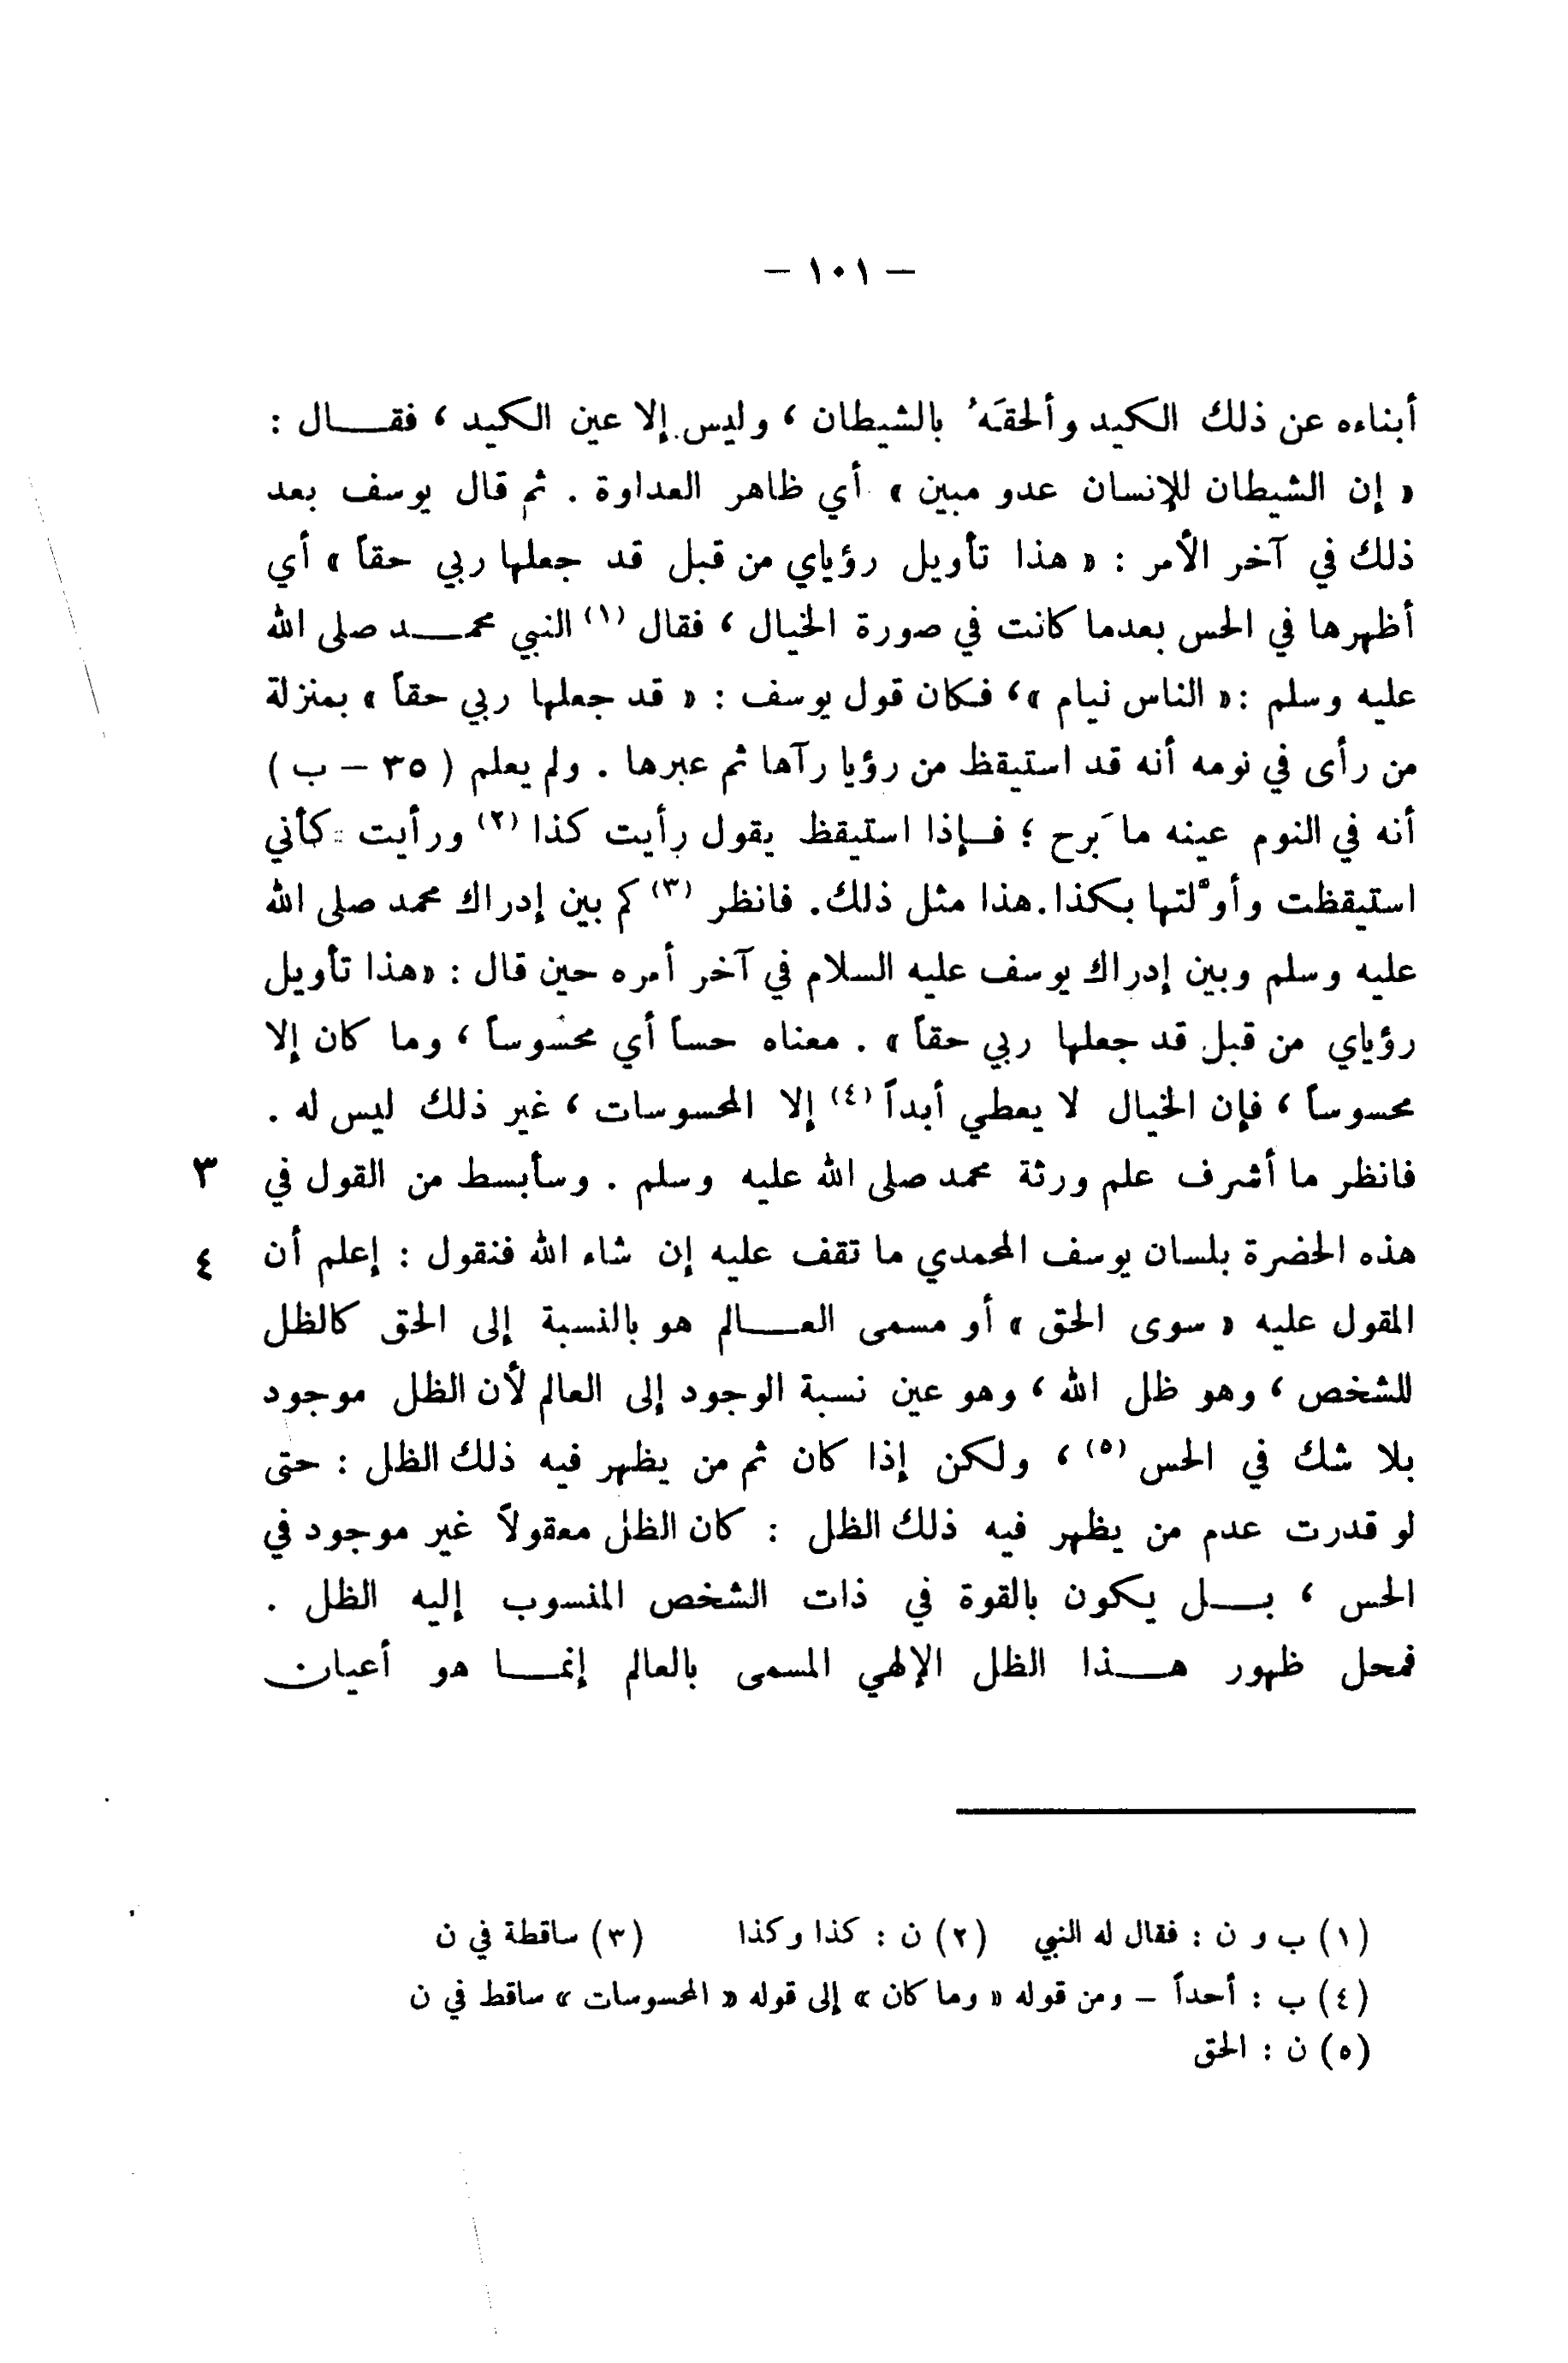 — ١٠١ —
أبناءه عن ذلك الكيد وألحقَهُ بالشيطان ، وليس إلا عين الكيد ، فقـــال :
« إن الشيطان للإنسان عدو مبين » أي ظاهر العداوة . ثم قال يوسف بعد
ذلك في آخر الأمر : « هذا تأويل رؤياي من قبل قد جعلها ربي حقاً » أي
أظهرها في الحس بعدما كانت في صورة الخيال ، فقال (١) النبي محمـــد صلى الله
عليه وسلم : « الناس نيام »، فكان قول يوسف : « قد جعلها ربي حقاً » بمنزلة
من رأى في نومه أنه قد استيقظ من رؤيا رآها ثم عبرها . ولم يعلم ( ٣٥ – ب )
أنه في النوم عينه ما بَرح ؛ فـإذا استيقظ يقول رأيت كذا (٢) ورأيت كأني
استيقظت وأوَّلتها بكذا. هذا مثل ذلك. فانظر (٣) كم بين إدراك محمد صلى الله
عليه وسلم وبين إدراك يوسف عليه السلام في آخر أمره حين قال : «هذا تأويل
رؤياي من قبل قد جعلها ربي حقاً » . معناه حساً أي محسوساً ، وما كان إلا
محسوساً ، فإن الخيال لا يعطي أبداً (٤) إلا المحسوسات ، غير ذلك ليس له .
فانظر ما أشرف علم ورثة محمد صلى الله عليه وسلم . وسأبسط من القول في ٣
هذه الحضرة بلسان يوسف المحمدي ما تقف عليه إن شاء الله فنقول : إعلم أن ٤
المقول عليه « سوى الحق » أو مسمى العـــالم هو بالنسبة إلى الحق كالظل
للشخص ، وهو ظل الله ، وهو عين نسبة الوجود إلى العالم لأن الظل موجود
بلا شك في الحس (٥) ، ولكن إذا كان ثم من يظهر فيه ذلك الظل : حتى
لو قدرت عدم من يظهر فيه ذلك الظل : كان الظل معقولاً غير موجود في
الحس ، بـــل يكون بالقوة في ذات الشخص المنسوب إليه الظل .
فمحل ظهور هـــذا الظل الإلهي المسمى بالعالم إنمـــا هو أعيان
(١) ب و ن : فقال له النبي (٢) ن : كذا وكذا (٣) ساقطة في ن
(٤) ب : أحداً – ومن قوله « وما كان » إلى قوله « المحسوسات » ساقط في ن
(٥) ن : الحق